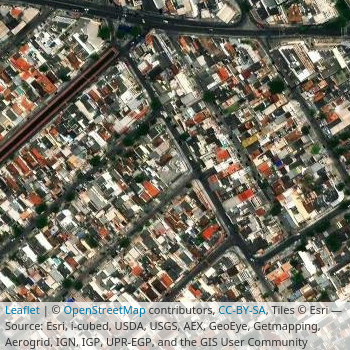 Leaflet | © OpenStreetMap contributors, CC-BY-SA, Tiles © Esri —
Source: Esri, i-cubed, USDA, USGS, AEX, GeoEye, Getmapping,
Aerogrid, IGN, IGP, UPR-EGP, and the GIS User Community